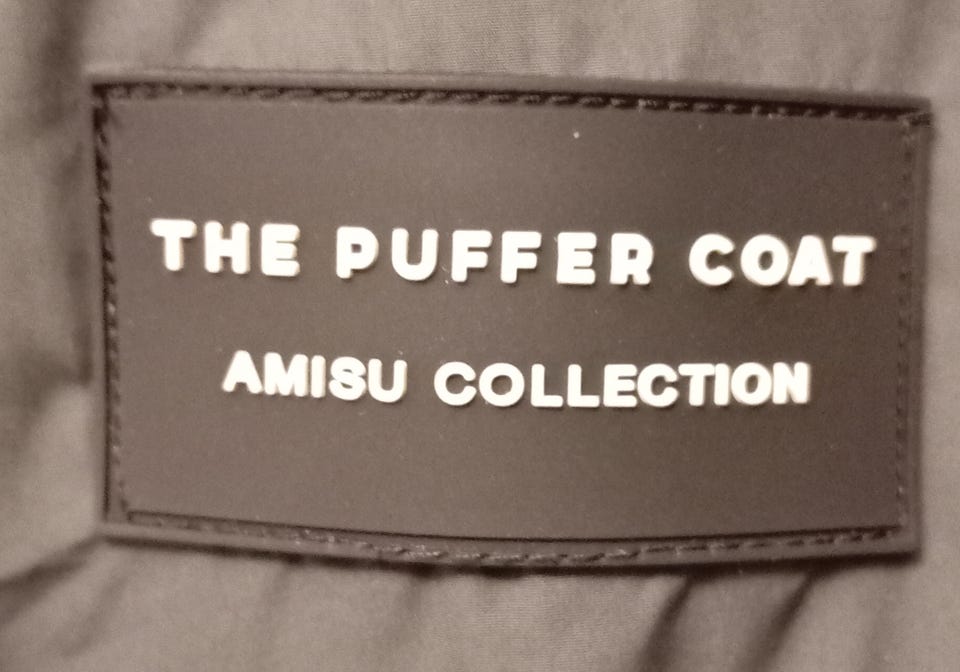 THE PUFFER COAT
AMISU COLLECTION